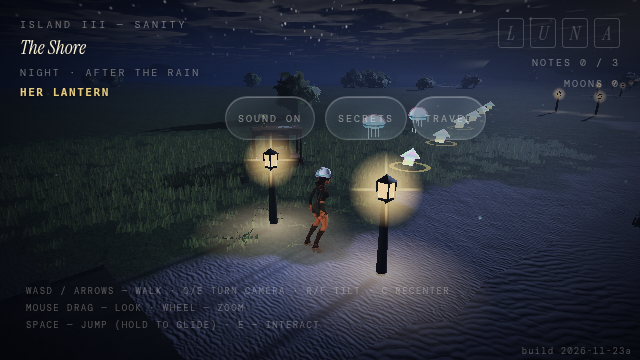 ISLAND III — SANITY
The Shore
NIGHT · AFTER THE RAIN
HER LANTERN
LUNA
NOTES 0 / 3
MOONS 0
SOUND ON
SECRETS
TRAVEL
WASD / ARROWS — WALK · Q/E TURN CAMERA · R/F TILT · C RECENTER
MOUSE DRAG — LOOK · WHEEL — ZOOM
SPACE — JUMP (HOLD TO GLIDE) · E — INTERACT
build 2026-11-23a